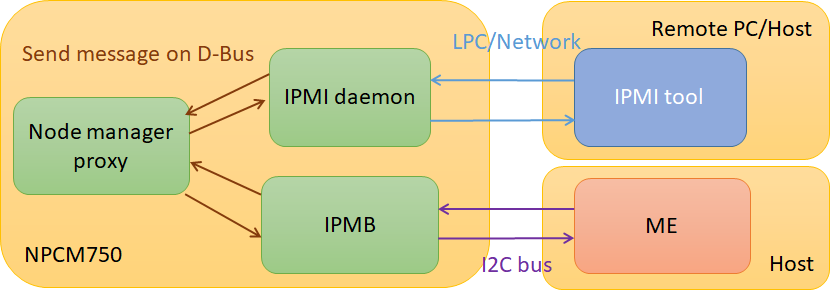 Remote PC/Host
LPC/Network
Send message on D-Bus
IPMI daemon
IPMI tool
Node manager
proxy
IPMB
ME
NPCM750
I2C bus
Host